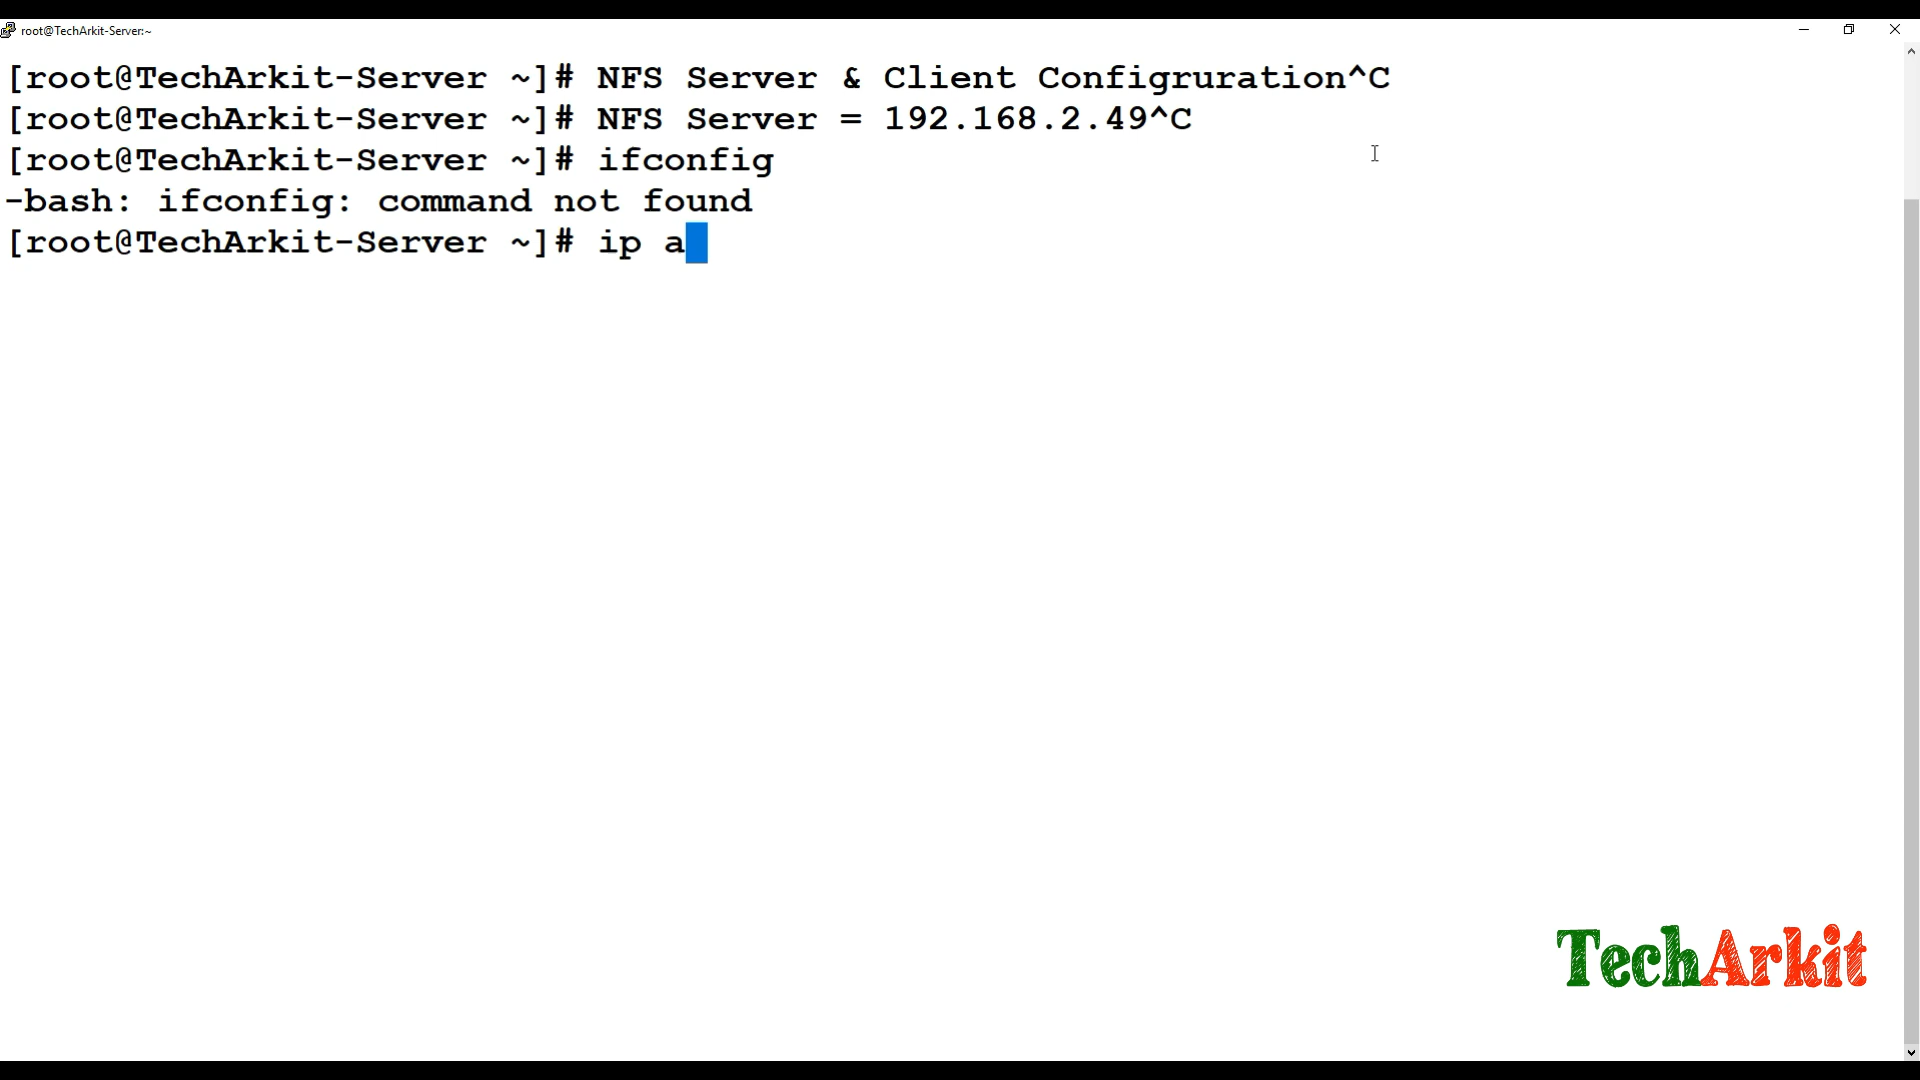 root@TechArkit-Server:~
[root@TechArkit-Server ~]# NFS Server & Client Configruration^C
[root@TechArkit-Server ~]# NFS Server = 192.168.2.49^C
[root@TechArkit-Server ~]# ifconfig
-bash: ifconfig: command not found
[root@TechArkit-Server ~]# ip a
TechArkit